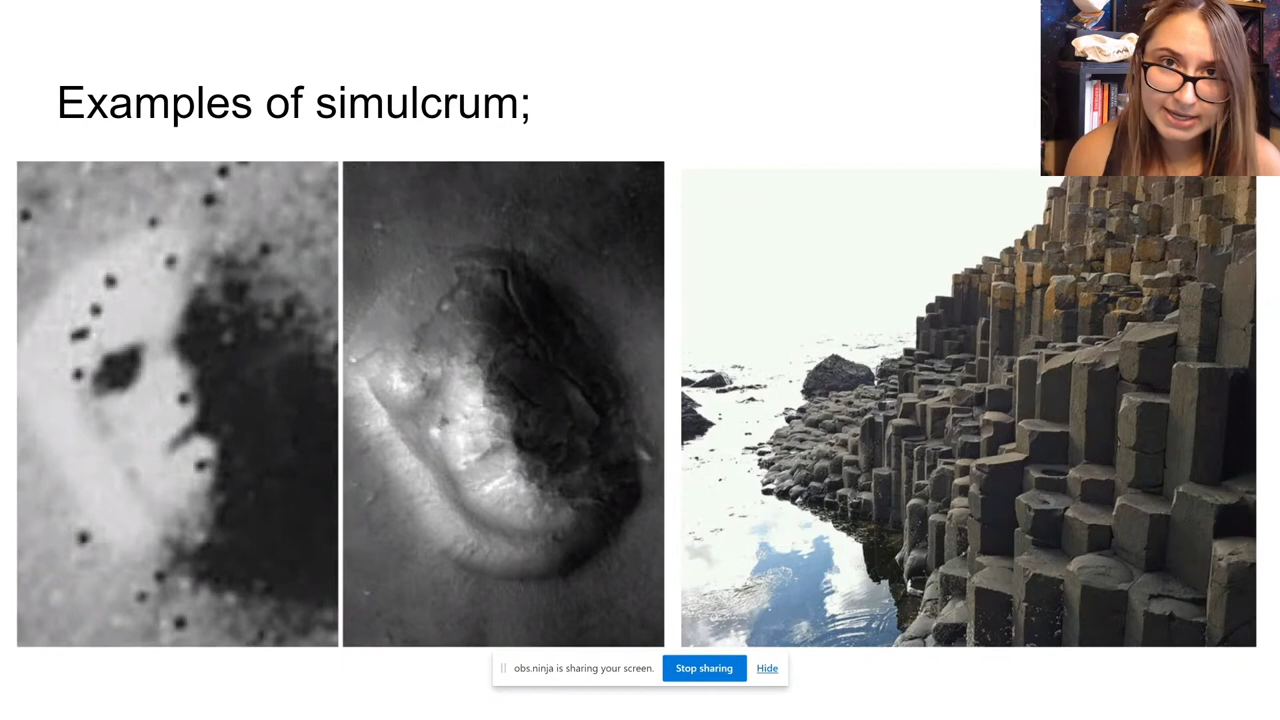 Examples of simulcrum;
obs.ninja is sharing your screen.
Stop sharing
Hide